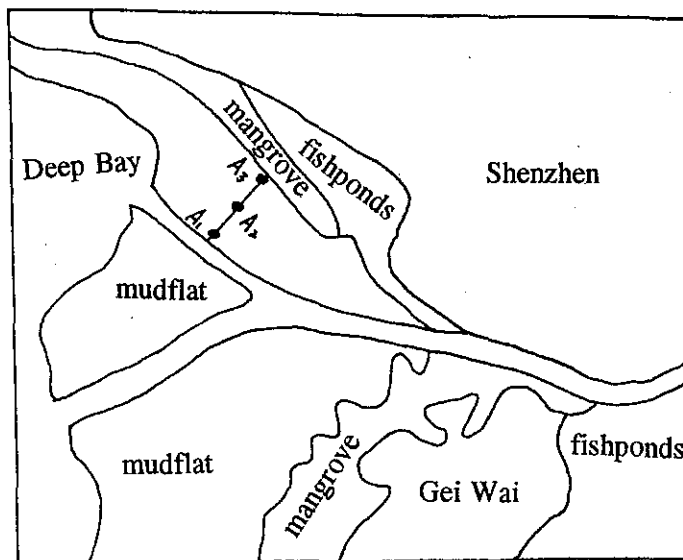 mangrove
fishponds
Deep Bay
Shenzhen
A3
A1
A2
mudflat
mudflat
mangrove
Gei Wai
fishponds